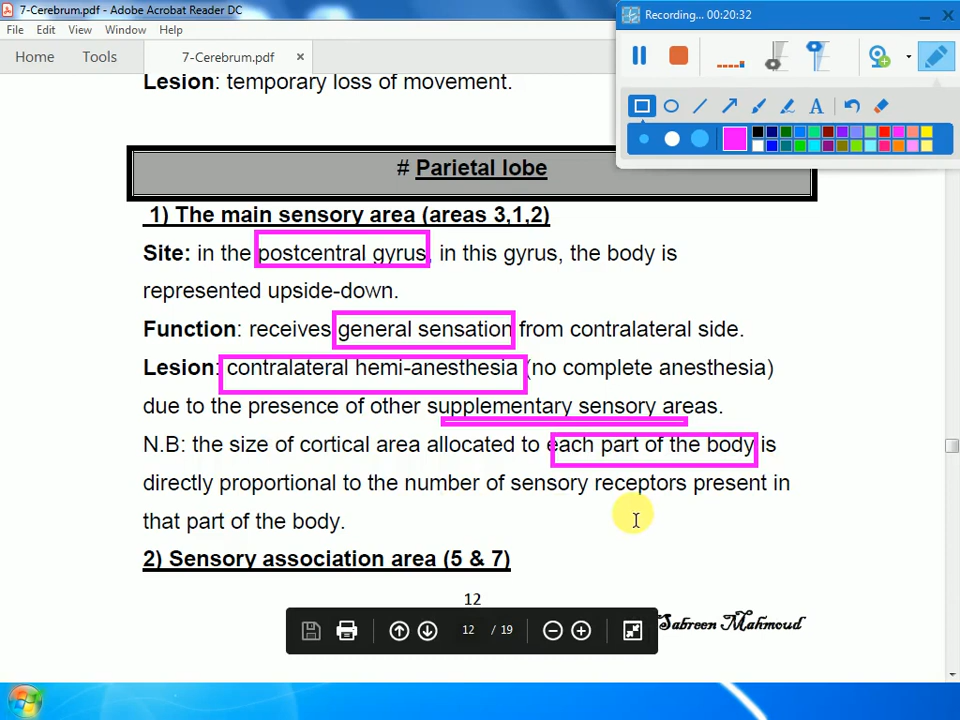 7-Cerebrum.pdf - Adobe Acrobat Reader DC
Recording... 00:20:32
File Edit View Window Help
Home Tools 7-Cerebrum.pdf ×
A
Lesion: temporary loss of movement.
# Parietal lobe
1) The main sensory area (areas 3,1,2)
Site: in the postcentral gyrus, in this gyrus, the body is
represented upside-down.
Function: receives general sensation from contralateral side.
Lesion: contralateral hemi-anesthesia (no complete anesthesia)
due to the presence of other supplementary sensory areas.
N.B: the size of cortical area allocated to each part of the body is
directly proportional to the number of sensory receptors present in
that part of the body.
2) Sensory association area (5 & 7)
12
Sabreen Mahmoud
12 / 19